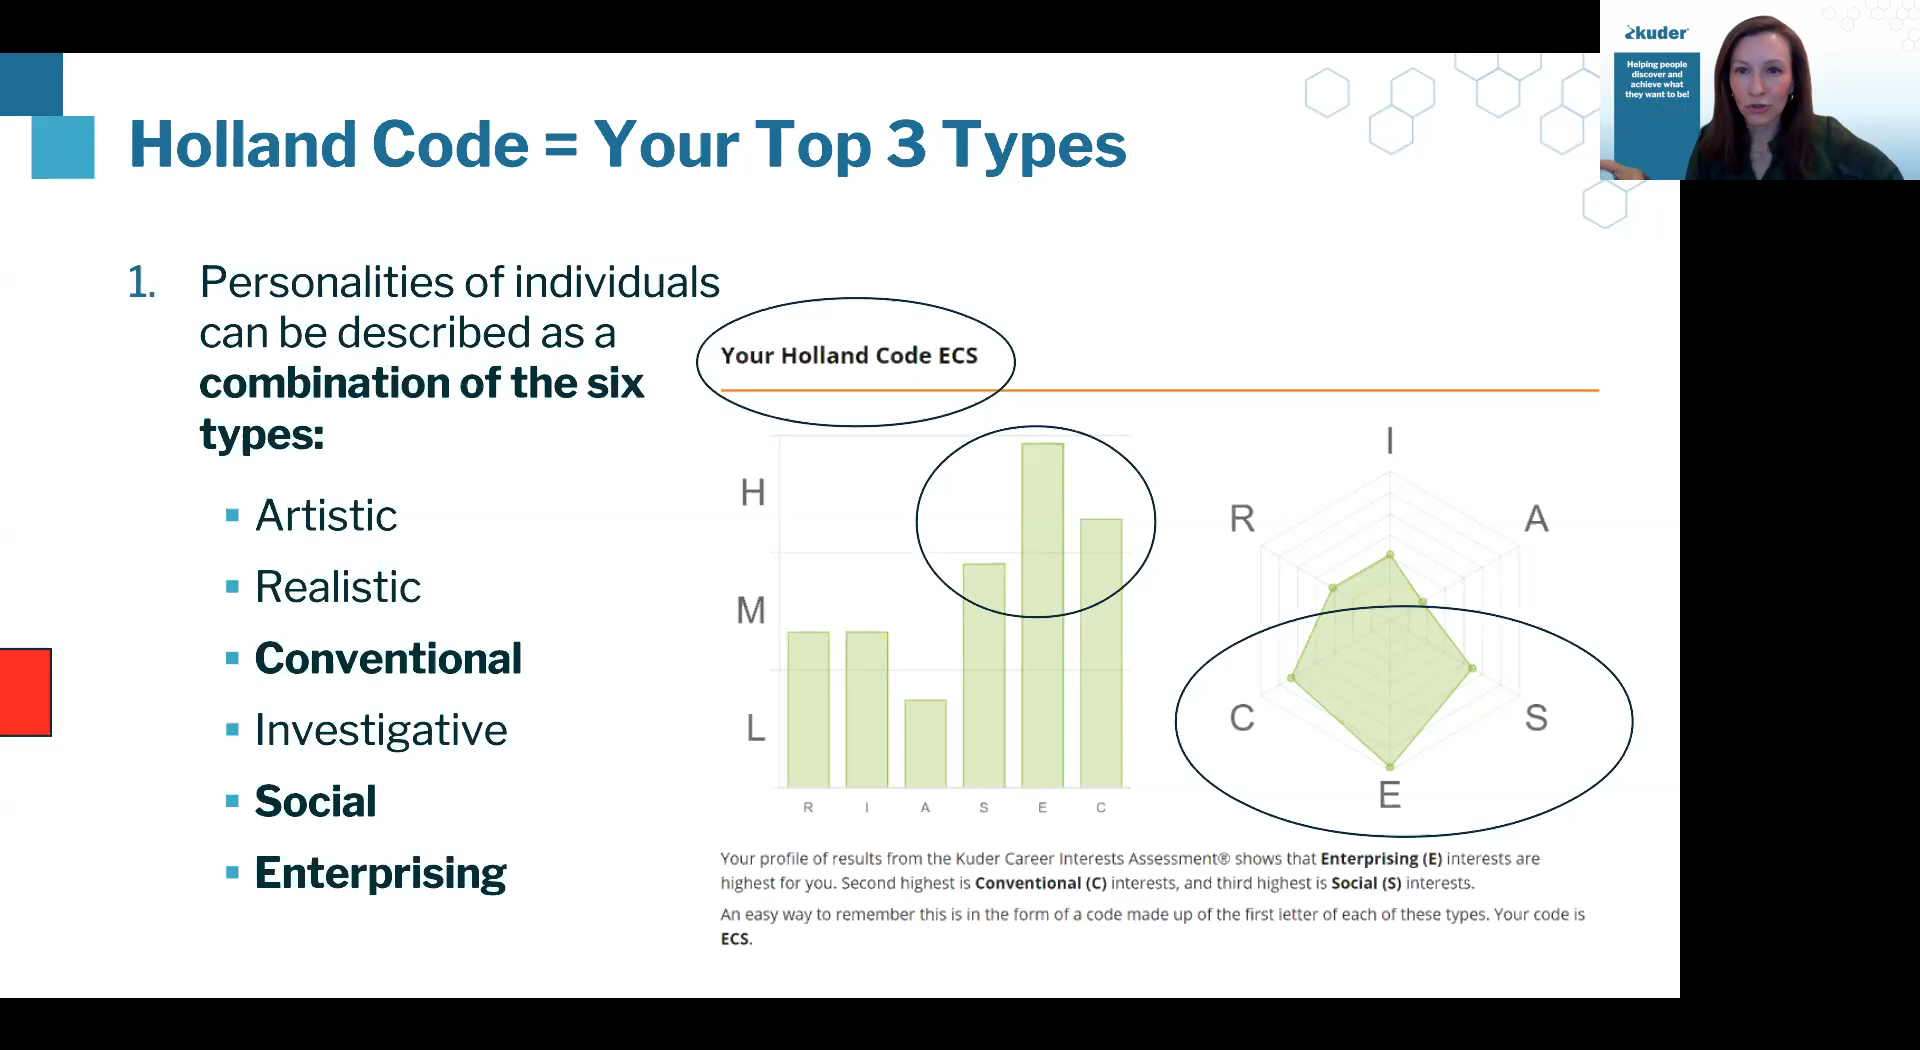 Holland Code = Your Top 3 Types
1. Personalities of individuals
can be described as a
combination of the six
types:
Artistic
Realistic
Conventional
Investigative
Social
Enterprising
Your Holland Code ECS
H
M
L
R I A S E C
I
R A
C S
E
Your profile of results from the Kuder Career Interests Assessment® shows that Enterprising (E) interests are
highest for you. Second highest is Conventional (C) interests, and third highest is Social (S) interests.
An easy way to remember this is in the form of a code made up of the first letter of each of these types. Your code is
ECS.
kuder®
Helping people
discover and
achieve what
they want to be!